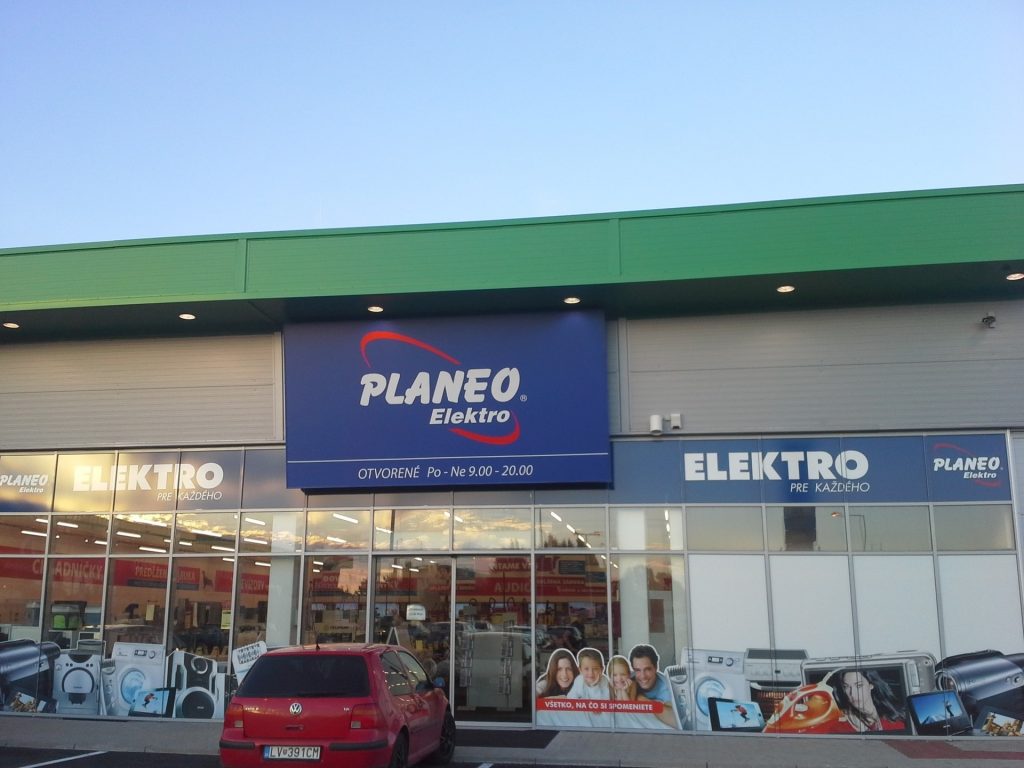 PLANEO®
Elektro
OTVORENÉ Po - Ne 9.00 - 20.00
PLANEO
Elektro
ELEKTRO
PRE KAŽDÉHO
ELEKTRO
PRE KAŽDÉHO
PLANEO
Elektro
AUDIO
VŠETKO, NA ČO SI SPOMENIETE
LV 391CM